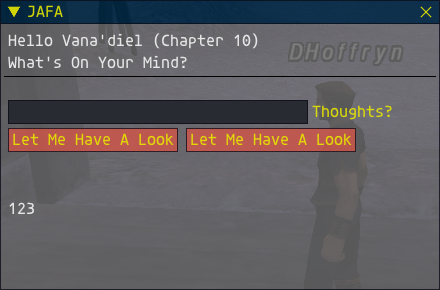 JAFA
Hello Vana'diel (Chapter 10)
What's On Your Mind?
DHoffryn
Thoughts?
Let Me Have A Look Let Me Have A Look
123